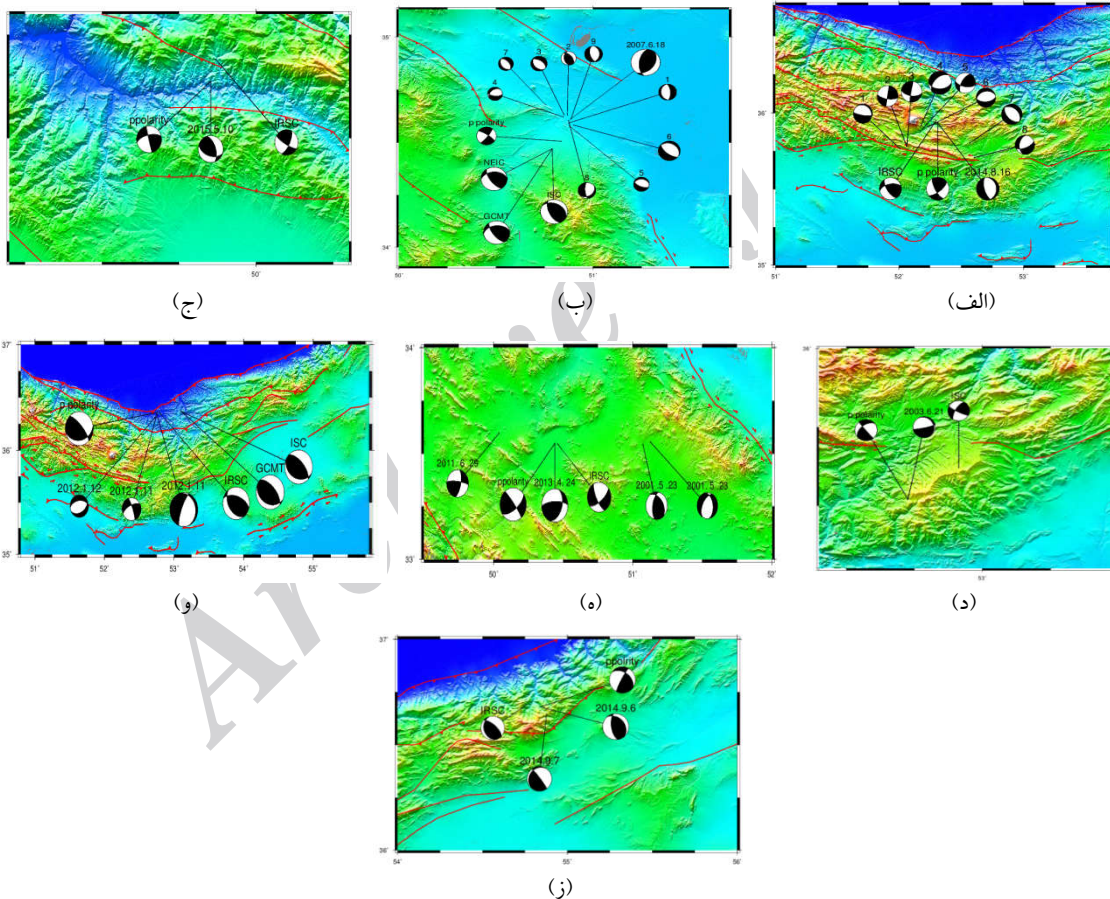 36°
35°
51°
52°
53°
4
8
8
IRSC
p polarity
2014.8.16
(الف)
35°
34°
50°
51°
7
3
2
9
2007.6.18
4
1
p polarity
6
NEIC
5
8
ISC
GCMT
(ب)
ppolarity
2015.5.10
IRSC
50°
(ج)
36°
p polarity
2003.8.21
ISC
53°
(د)
34°
33°
50°
51°
52°
2011.6.29
ppolarity
2013.4.24
IRSC
2001.5.23
2001.5.23
(ه)
37°
36°
35°
51°
52°
53°
54°
55°
p polarity
2012.1.12
2012.1.11
2012.1.11
IRSC
GCMT
ISC
(و)
37°
36°
54°
55°
56°
ppolrity
IRSC
2014.9.6
2014.9.7
(ز)